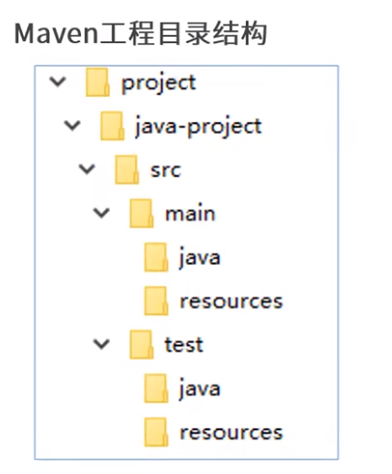 Maven工程目录结构
project
java-project
src
main
java
resources
test
java
resources